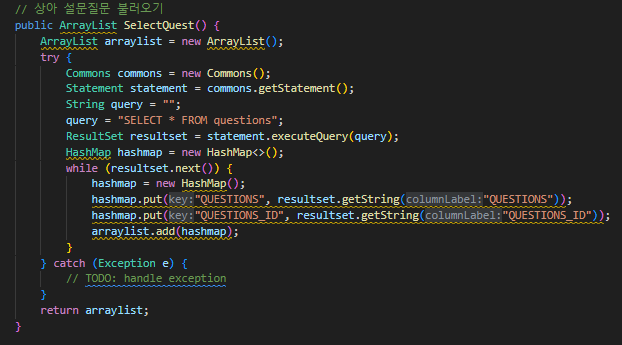 // 상아 설문질문 불러오기
public ArrayList SelectQuest() {
ArrayList arraylist = new ArrayList();
try {
Commons commons = new Commons();
Statement statement = commons.getStatement();
String query = "";
query = "SELECT * FROM questions";
ResultSet resultset = statement.executeQuery(query);
HashMap hashmap = new HashMap<>();
while (resultset.next()) {
hashmap = new HashMap();
hashmap.put(key:"QUESTIONS", resultset.getString(columnLabel:"QUESTIONS"));
hashmap.put(key:"QUESTIONS_ID", resultset.getString(columnLabel:"QUESTIONS_ID"));
arraylist.add(hashmap);
}
} catch (Exception e) {
// TODO: handle exception
}
return arraylist;
}